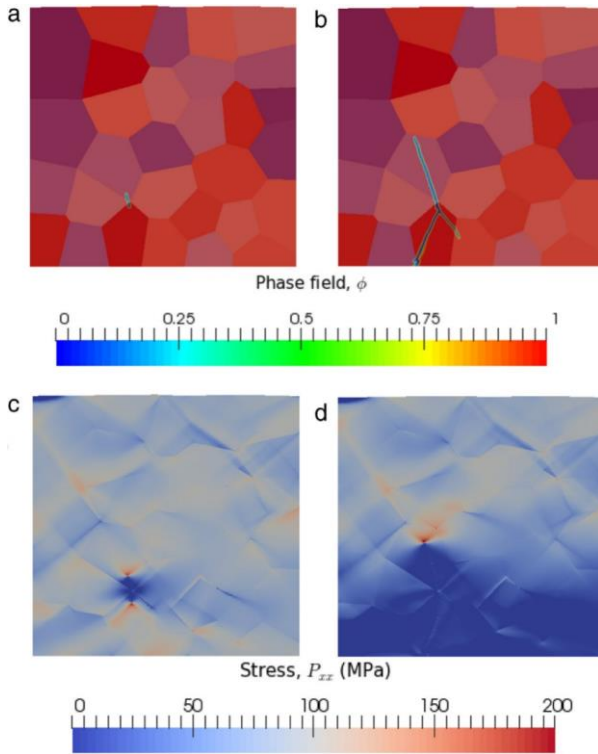 a
b
Phase field, ϕ
0 0.25 0.5 0.75 1
c
d
Stress, Pxx (MPa)
0 50 100 150 200